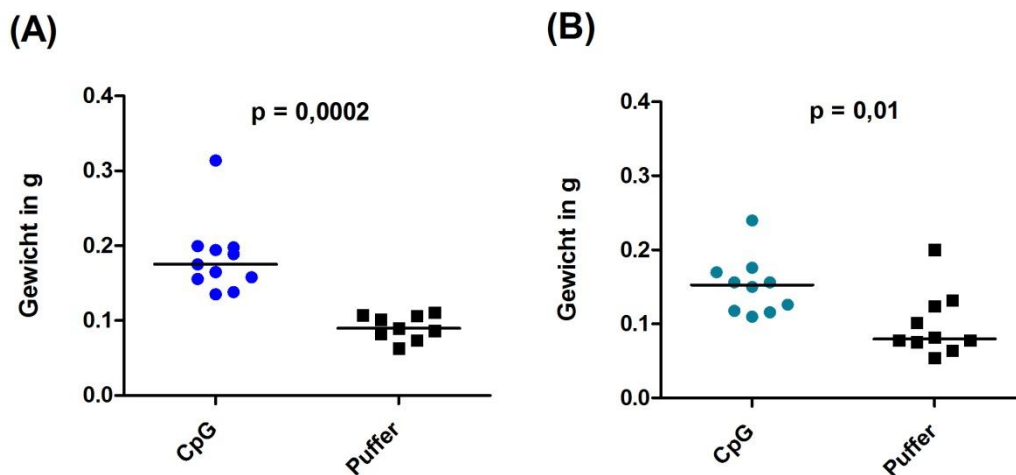 (A)
p = 0,0002
Gewicht in g
0.4
0.3
0.2
0.1
0.0
CpG
Puffer
(B)
p = 0,01
Gewicht in g
0.4
0.3
0.2
0.1
0.0
CpG
Puffer